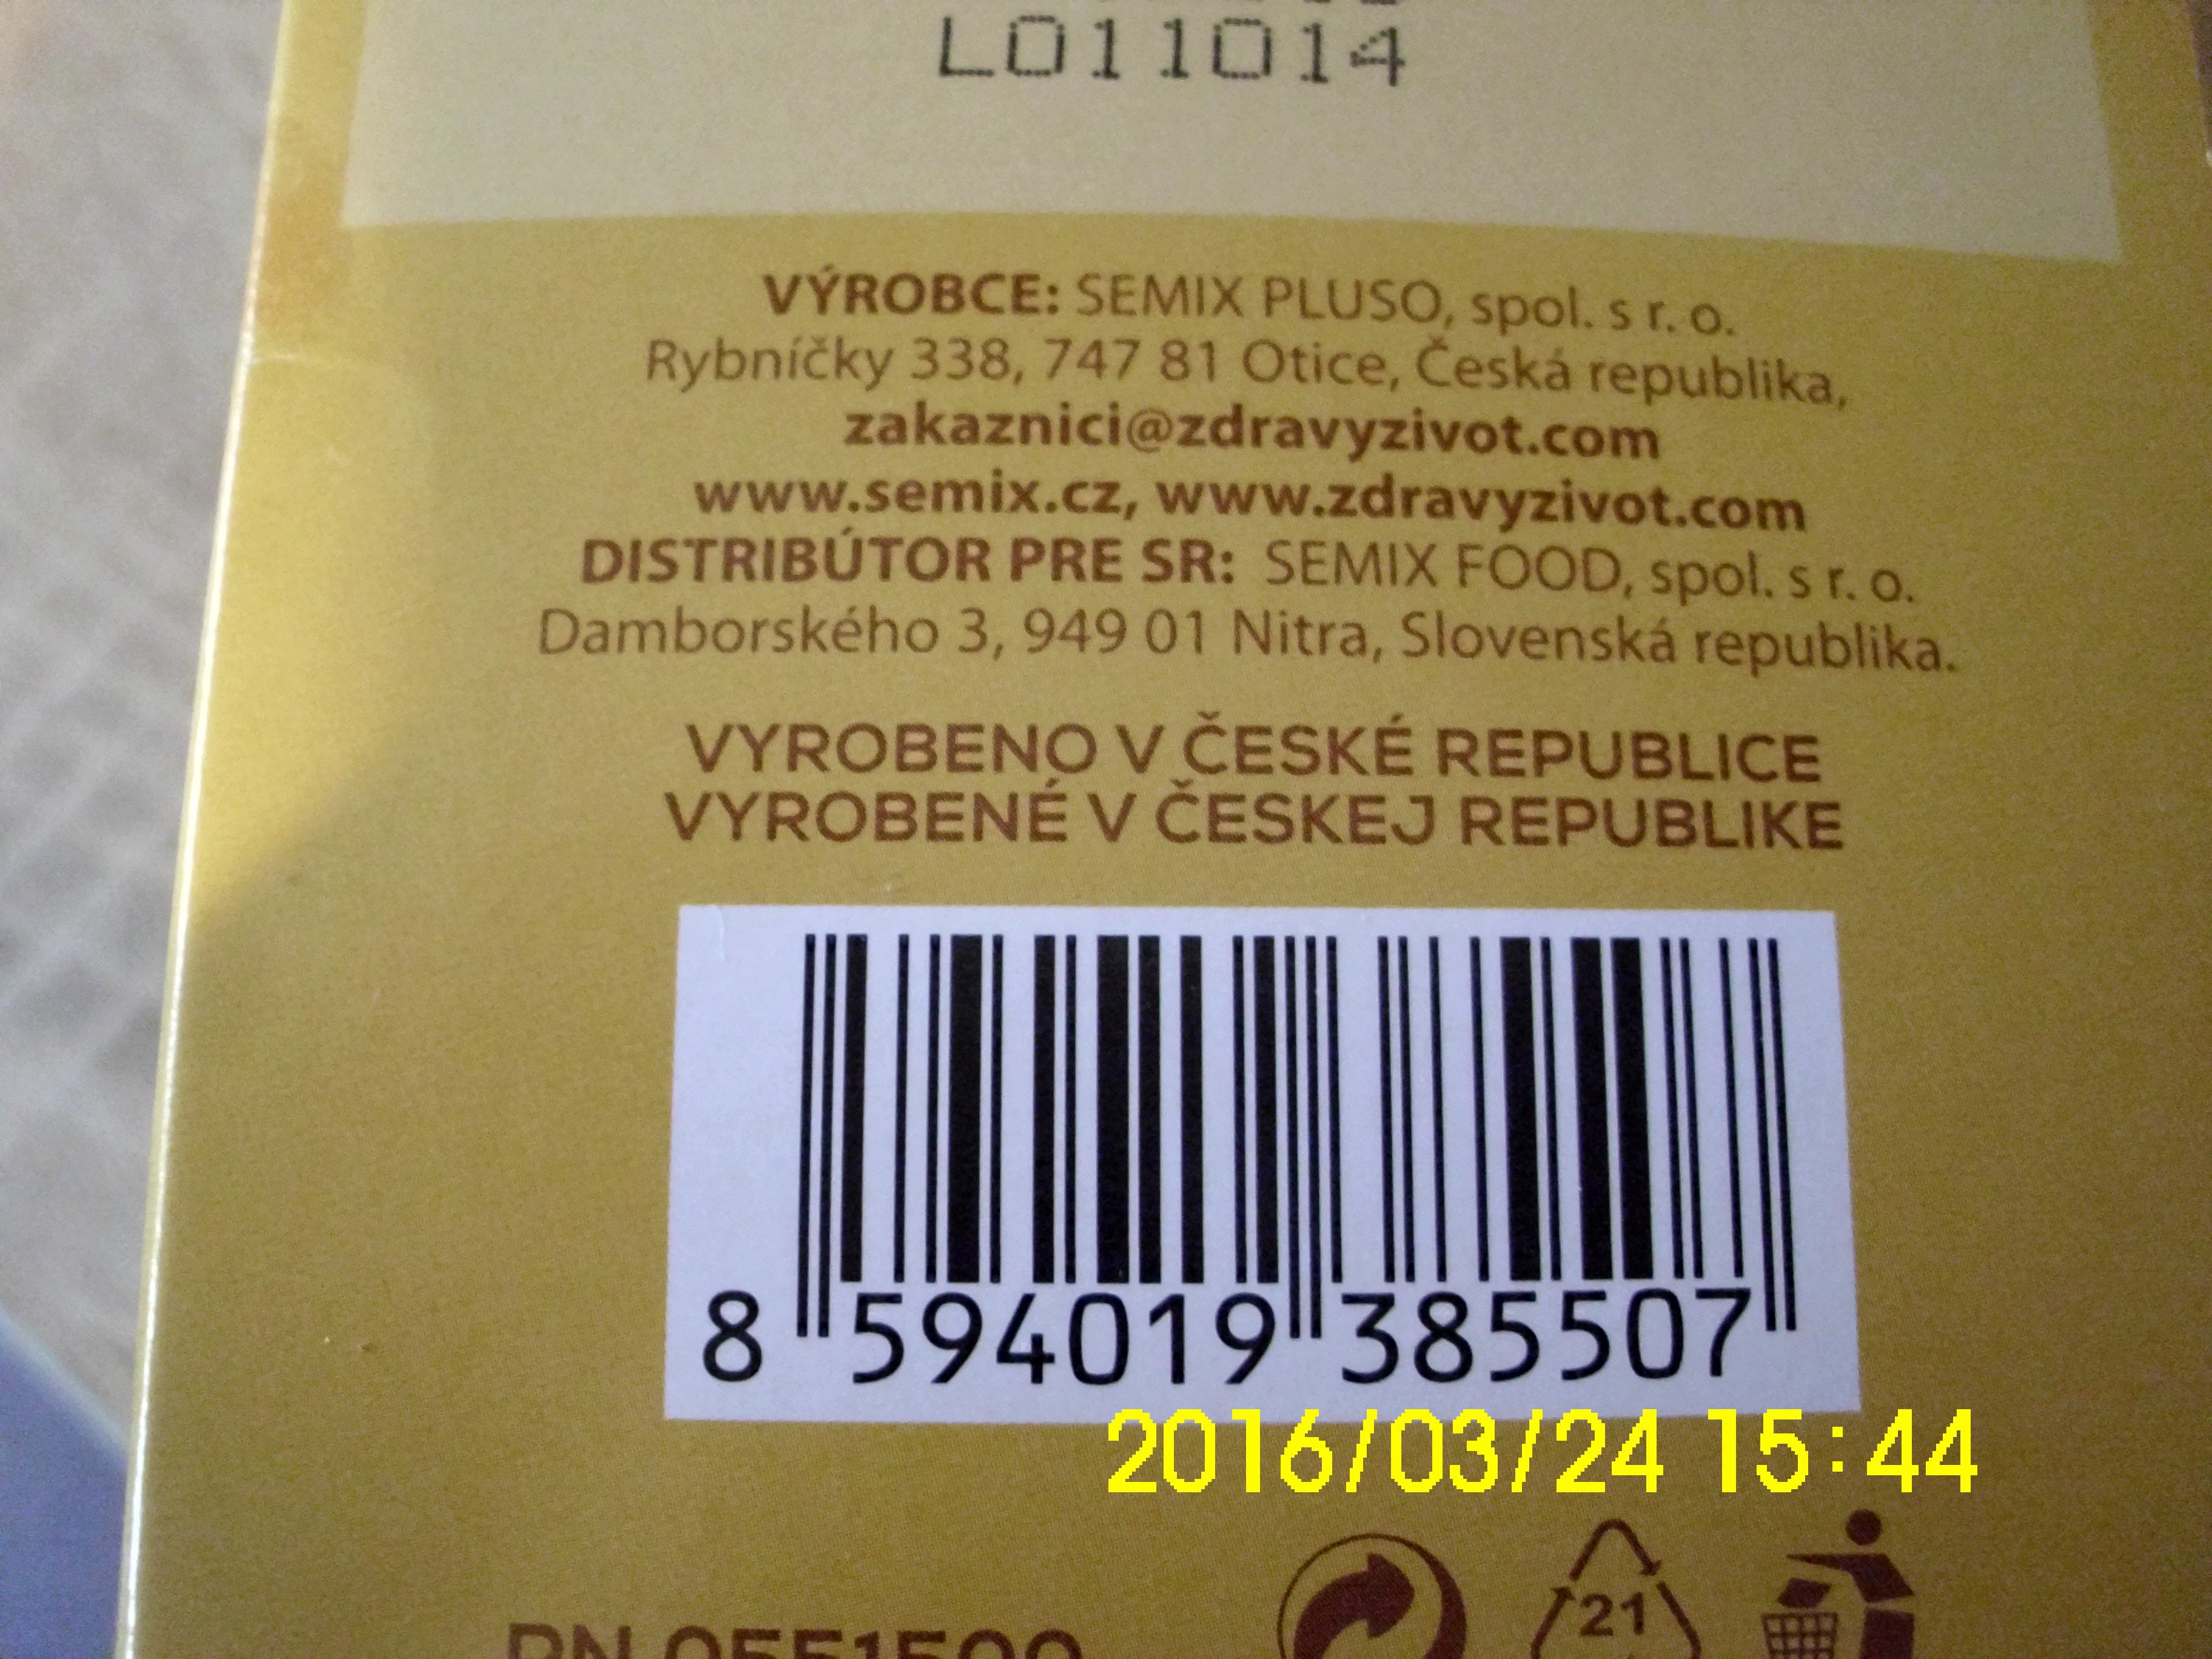 L011014
VÝROBCE: SEMIX PLUSO, spol. s r. o.
Rybníčky 338, 747 81 Otice, Česká republika,
zakaznici@zdravyzivot.com
www.semix.cz, www.zdravyzivot.com
DISTRIBÚTOR PRE SR: SEMIX FOOD, spol. s r. o.
Damborského 3, 949 01 Nitra, Slovenská republika.
VYROBENO V ČESKÉ REPUBLICE
VYROBENÉ V ČESKEJ REPUBLIKE
8 594019 385507
2016/03/24 15:44
21